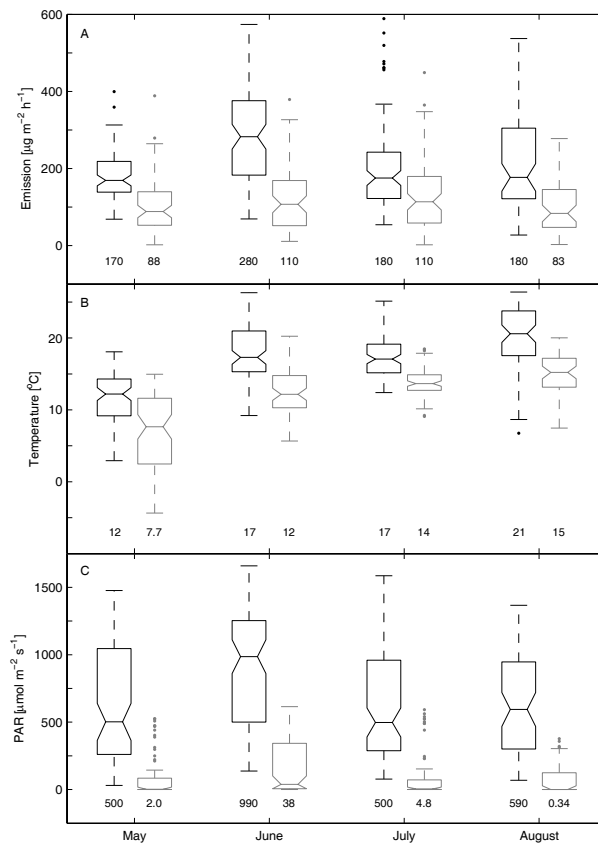 A
600
400
200
0
Emission [μg m−2 h−1]
170 88 280 110 180 110 180 83
B
20
10
0
Temperature [oC]
12 7.7 17 12 17 14 21 15
C
1500
1000
500
0
PAR [μmol m−2 s−1]
500 2.0 990 38 500 4.8 590 0.34
May June July August